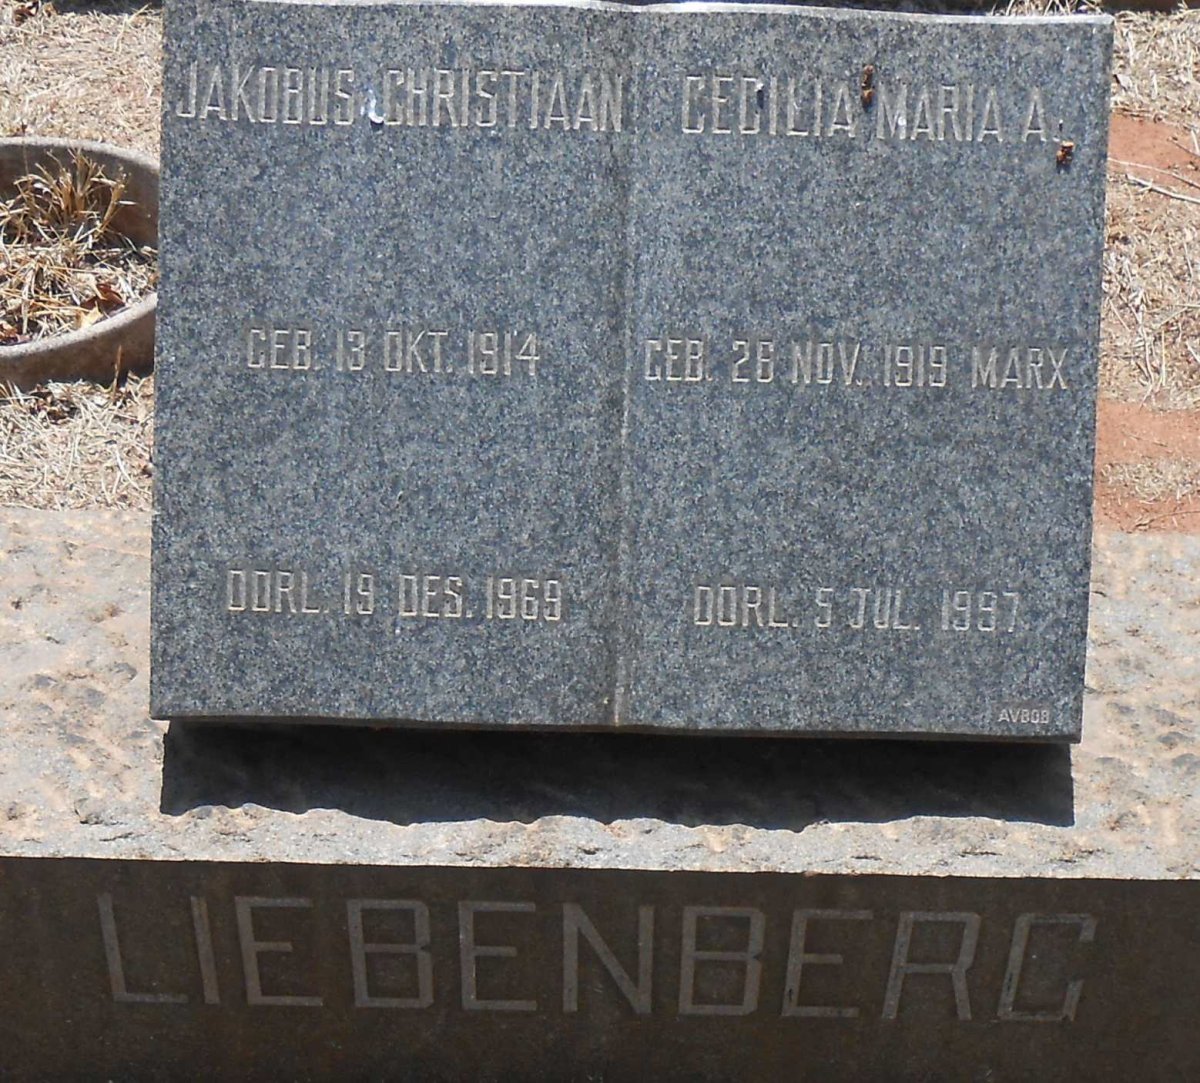 JAKOBUS CHRISTIAAN
GEB. 13 OKT. 1914
OORL. 19 DES. 1969
CECILIA MARIA A.
GEB. 28 NOV. 1919 MARX
OORL. 5 JUL. 1997
AVBOB
LIEBENBERG